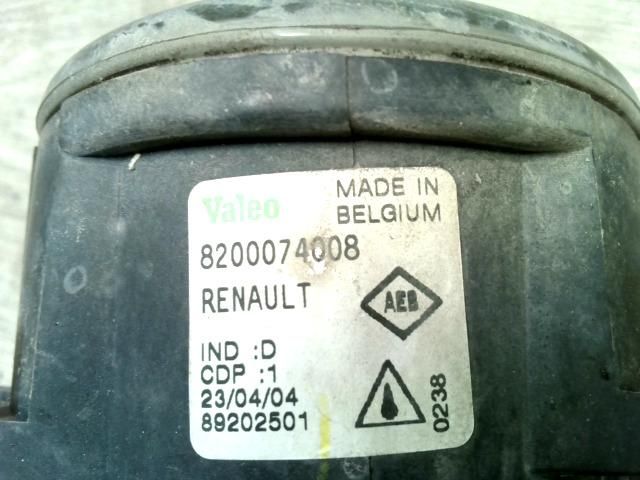 Valeo
MADE IN
BELGIUM
8200074008
RENAULT
AEB
IND :D
CDP :1
23/04/04
89202501
0238